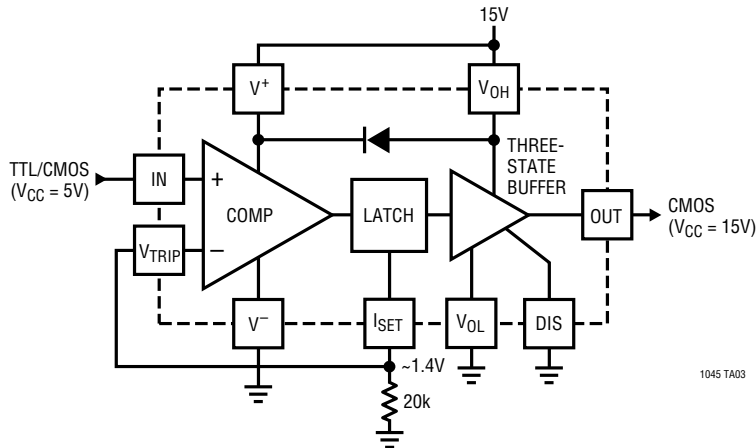 15V
V+
VOH
THREE-
STATE
BUFFER
TTL/CMOS
(VCC = 5V)
IN
+
COMP
LATCH
OUT
CMOS
(VCC = 15V)
VTRIP
–
V–
ISET
VOL
DIS
~1.4V
20k
1045 TA03